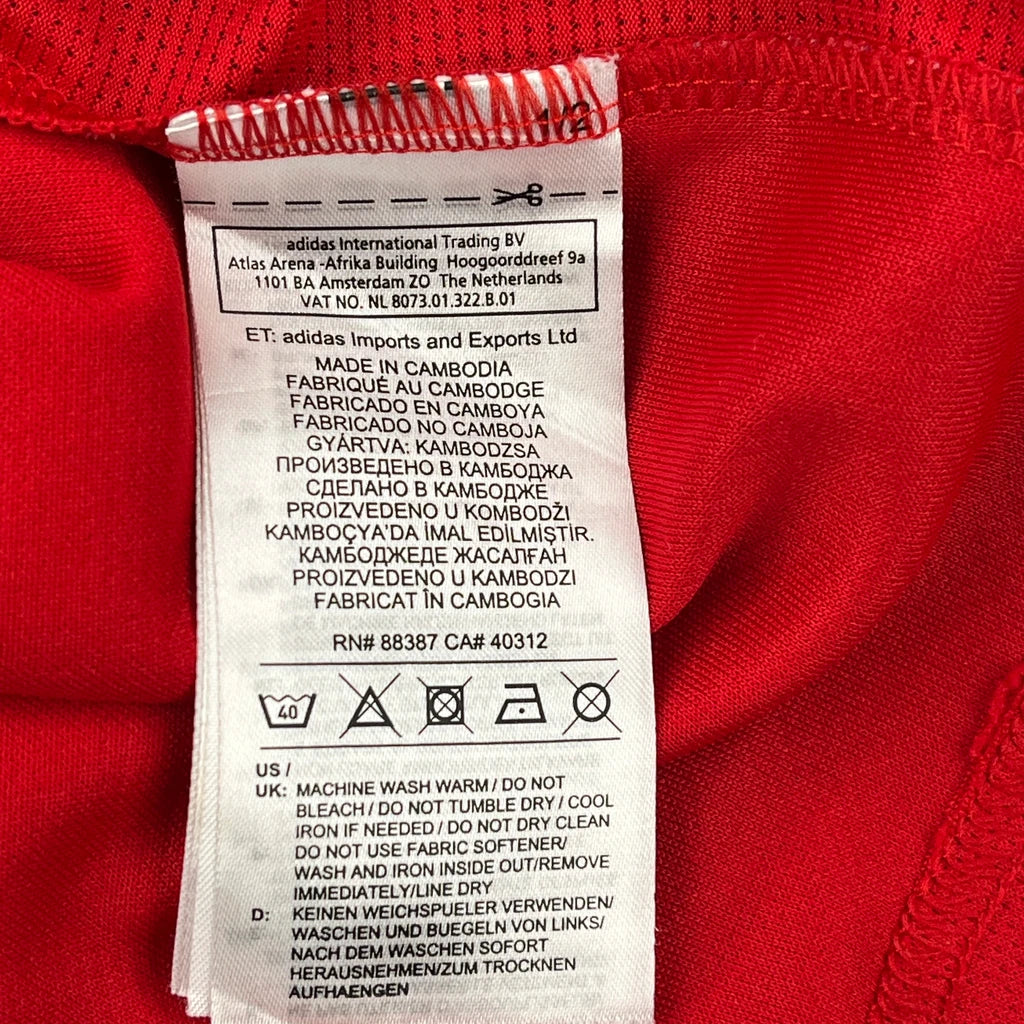 1/2
adidas International Trading BV
Atlas Arena -Afrika Building Hoogoorddreef 9a
1101 BA Amsterdam ZO The Netherlands
VAT NO. NL 8073.01.322.B.01
ET: adidas Imports and Exports Ltd
MADE IN CAMBODIA
FABRIQUÉ AU CAMBODGE
FABRICADO EN CAMBOYA
FABRICADO NO CAMBOJA
GYÁRTVA: KAMBODZSA
ПРОИЗВЕДЕНО В КАМБОДЖА
СДЕЛАНО В КАМБОДЖЕ
PROIZVEDENO U KOMBODŽI
KAMBOÇYA'DA İMAL EDİLMİŞTİR.
КАМБОДЖЕДЕ ЖАСАЛҒАН
PROIZVEDENO U KAMBODZI
FABRICAT ÎN CAMBOGIA
RN# 88387 CA# 40312
40
US /
UK: MACHINE WASH WARM / DO NOT
BLEACH / DO NOT TUMBLE DRY / COOL
IRON IF NEEDED / DO NOT DRY CLEAN
DO NOT USE FABRIC SOFTENER/
WASH AND IRON INSIDE OUT/REMOVE
IMMEDIATELY/LINE DRY
D: KEINEN WEICHSPUELER VERWENDEN/
WASCHEN UND BUEGELN VON LINKS/
NACH DEM WASCHEN SOFORT
HERAUSNEHMEN/ZUM TROCKNEN
AUFHAENGEN